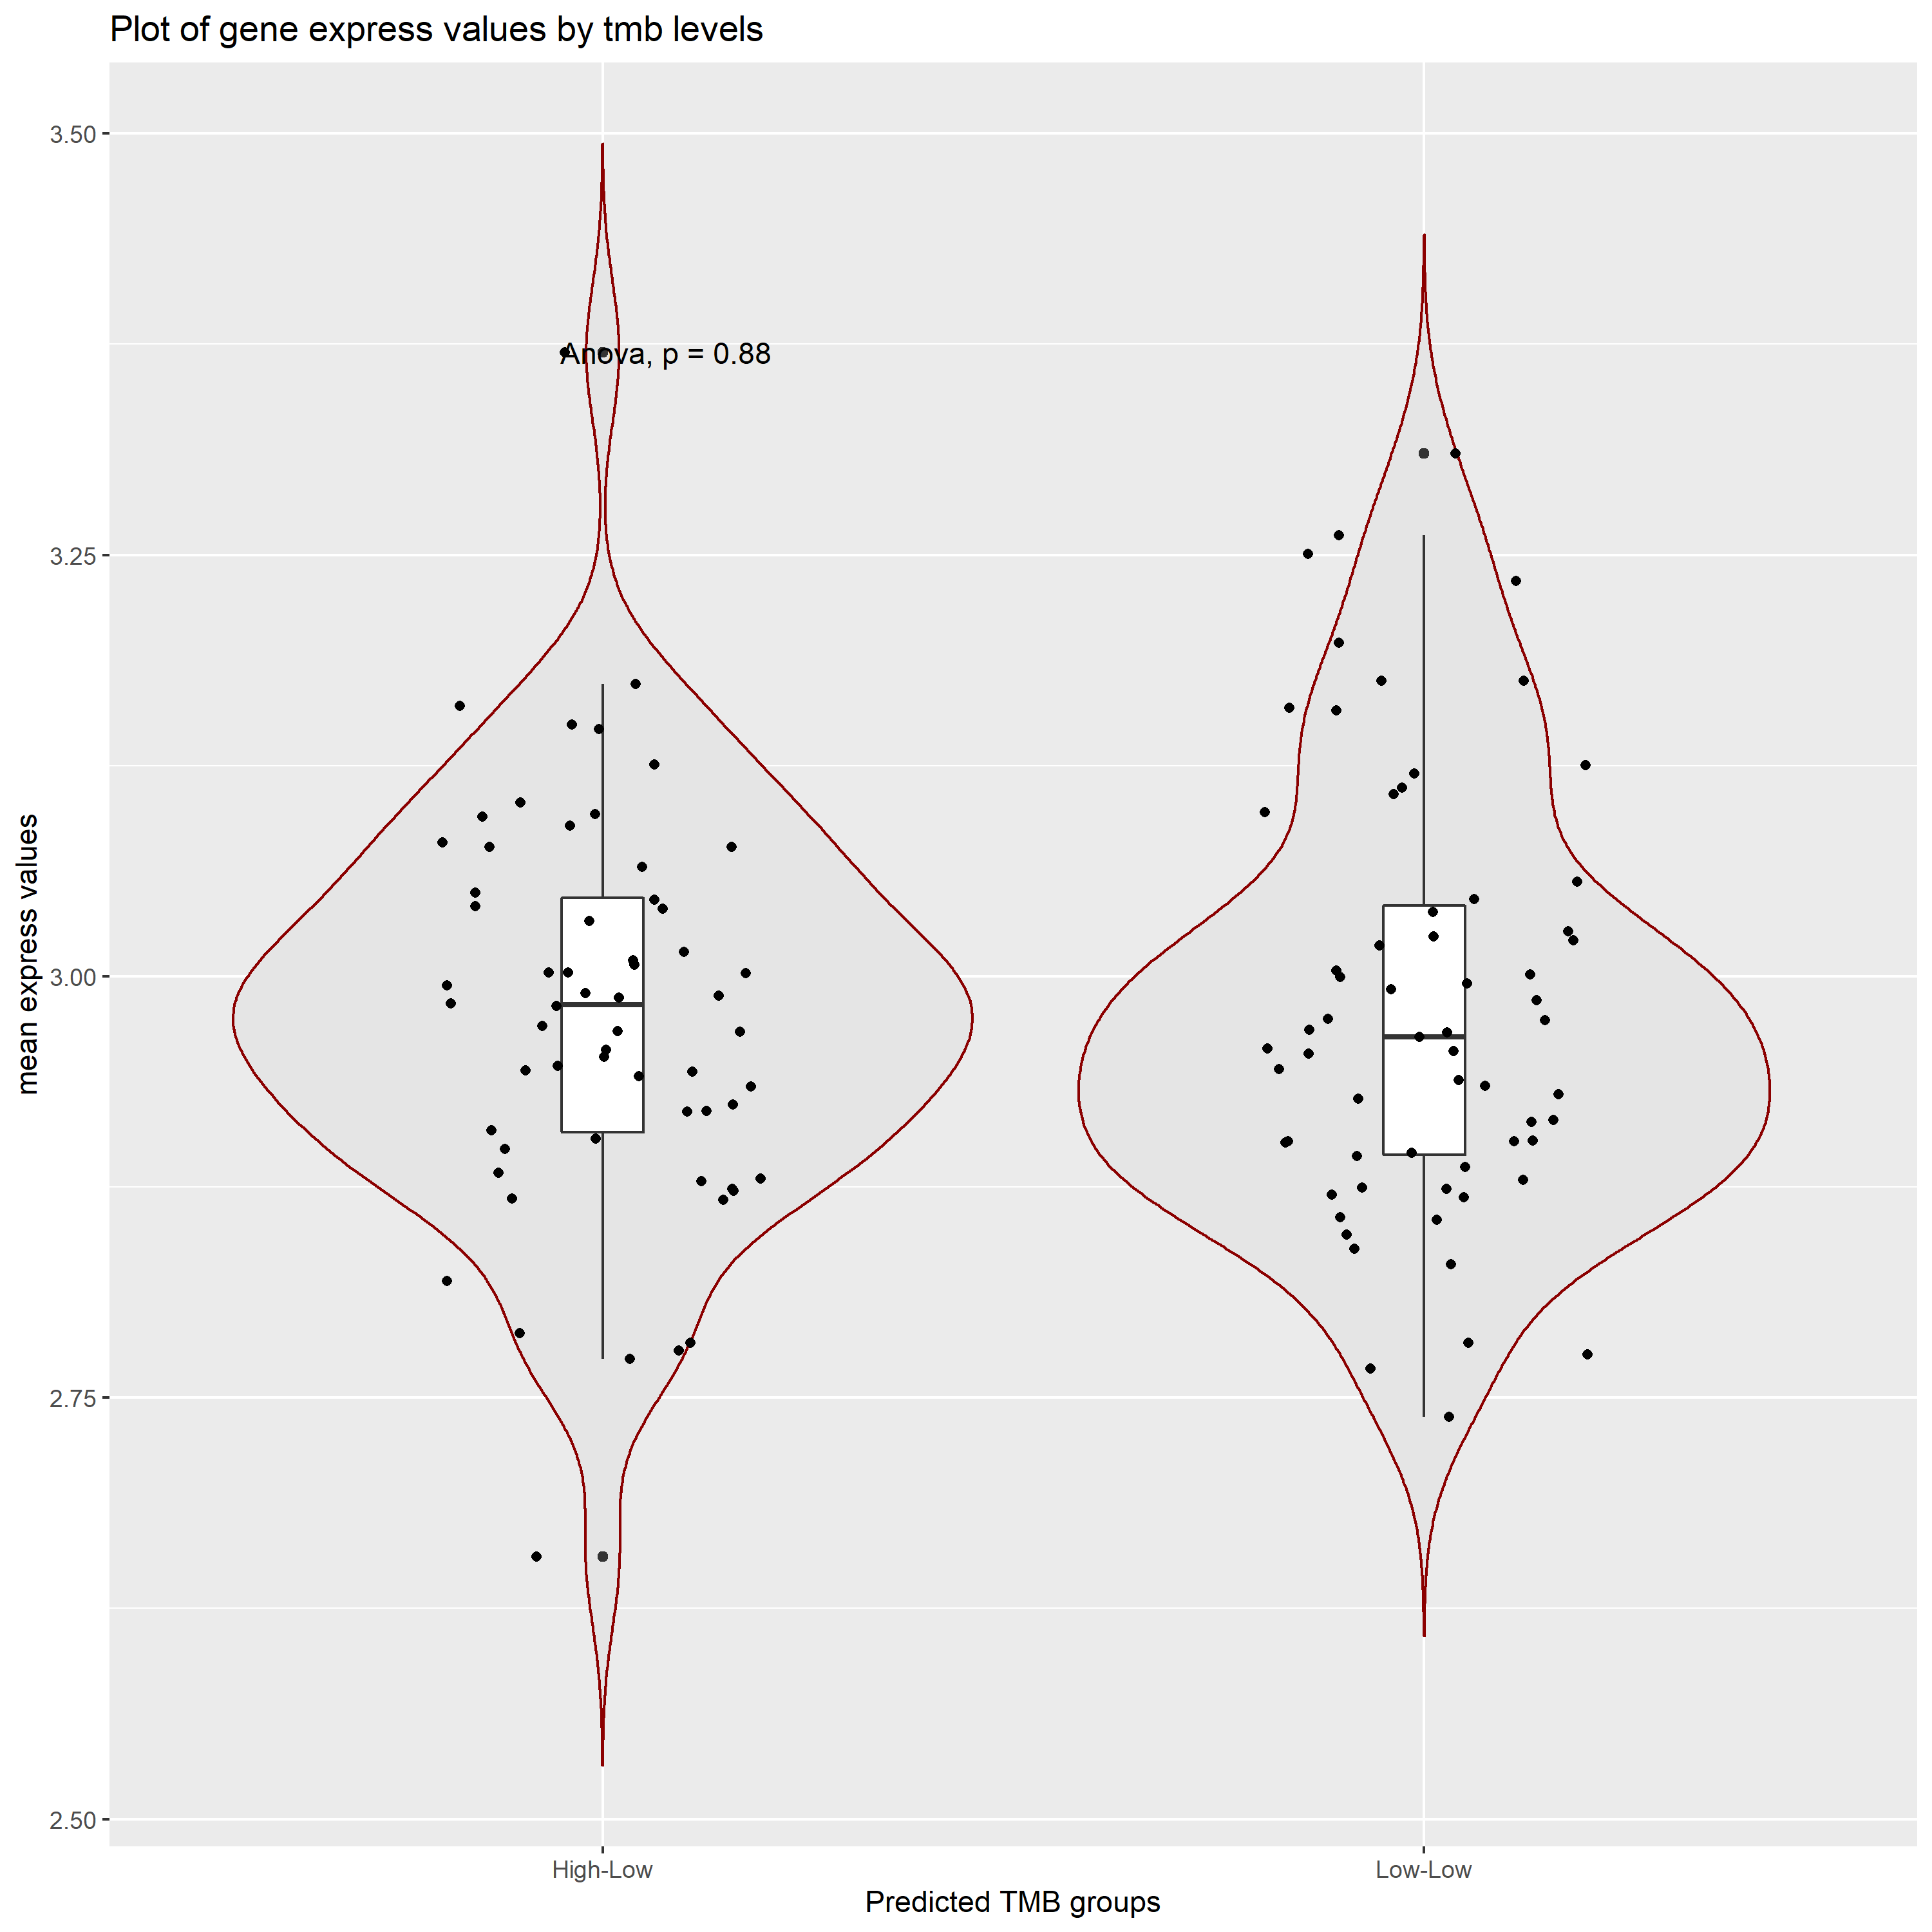 Plot of gene express values by tmb levels
3.50
Anova, p = 0.88
3.25
mean express values
3.00
2.75
2.50
High-Low
Low-Low
Predicted TMB groups